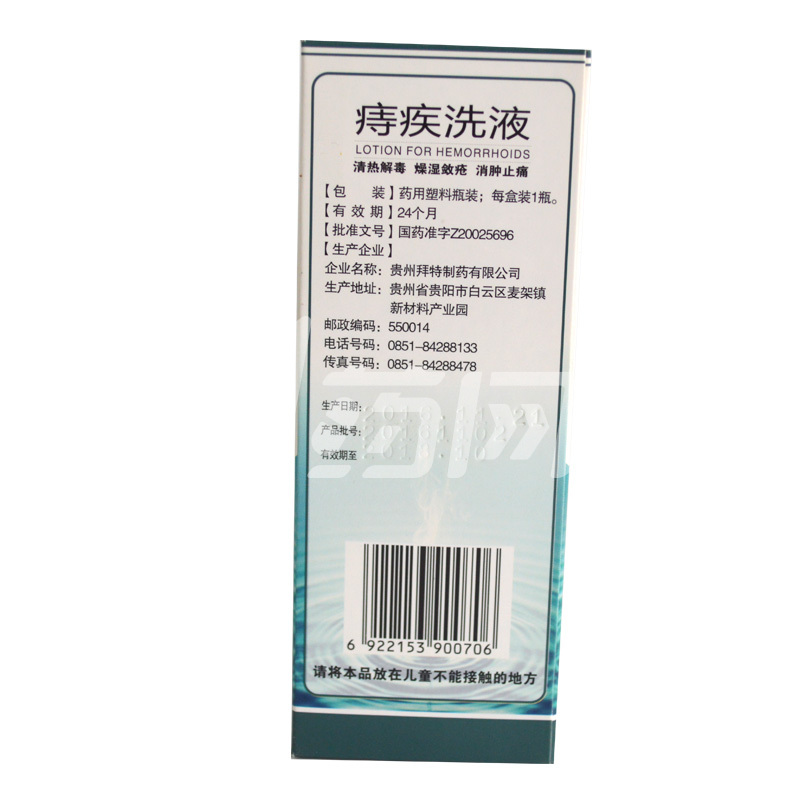 痔疾洗液
LOTION FOR HEMORRHOIDS
清热解毒 燥湿敛疮 消肿止痛
【包 装】药用塑料瓶装；每盒装1瓶。
【有 效 期】24个月
【批准文号】国药准字Z20025696
【生产企业】
企业名称：贵州拜特制药有限公司
生产地址：贵州省贵阳市白云区麦架镇
新材料产业园
邮政编码：550014
电话号码：0851-84288133
传真号码：0851-84288478
生产日期：
产品批号：
有效期至
6 922153 900706
请将本品放在儿童不能接触的地方